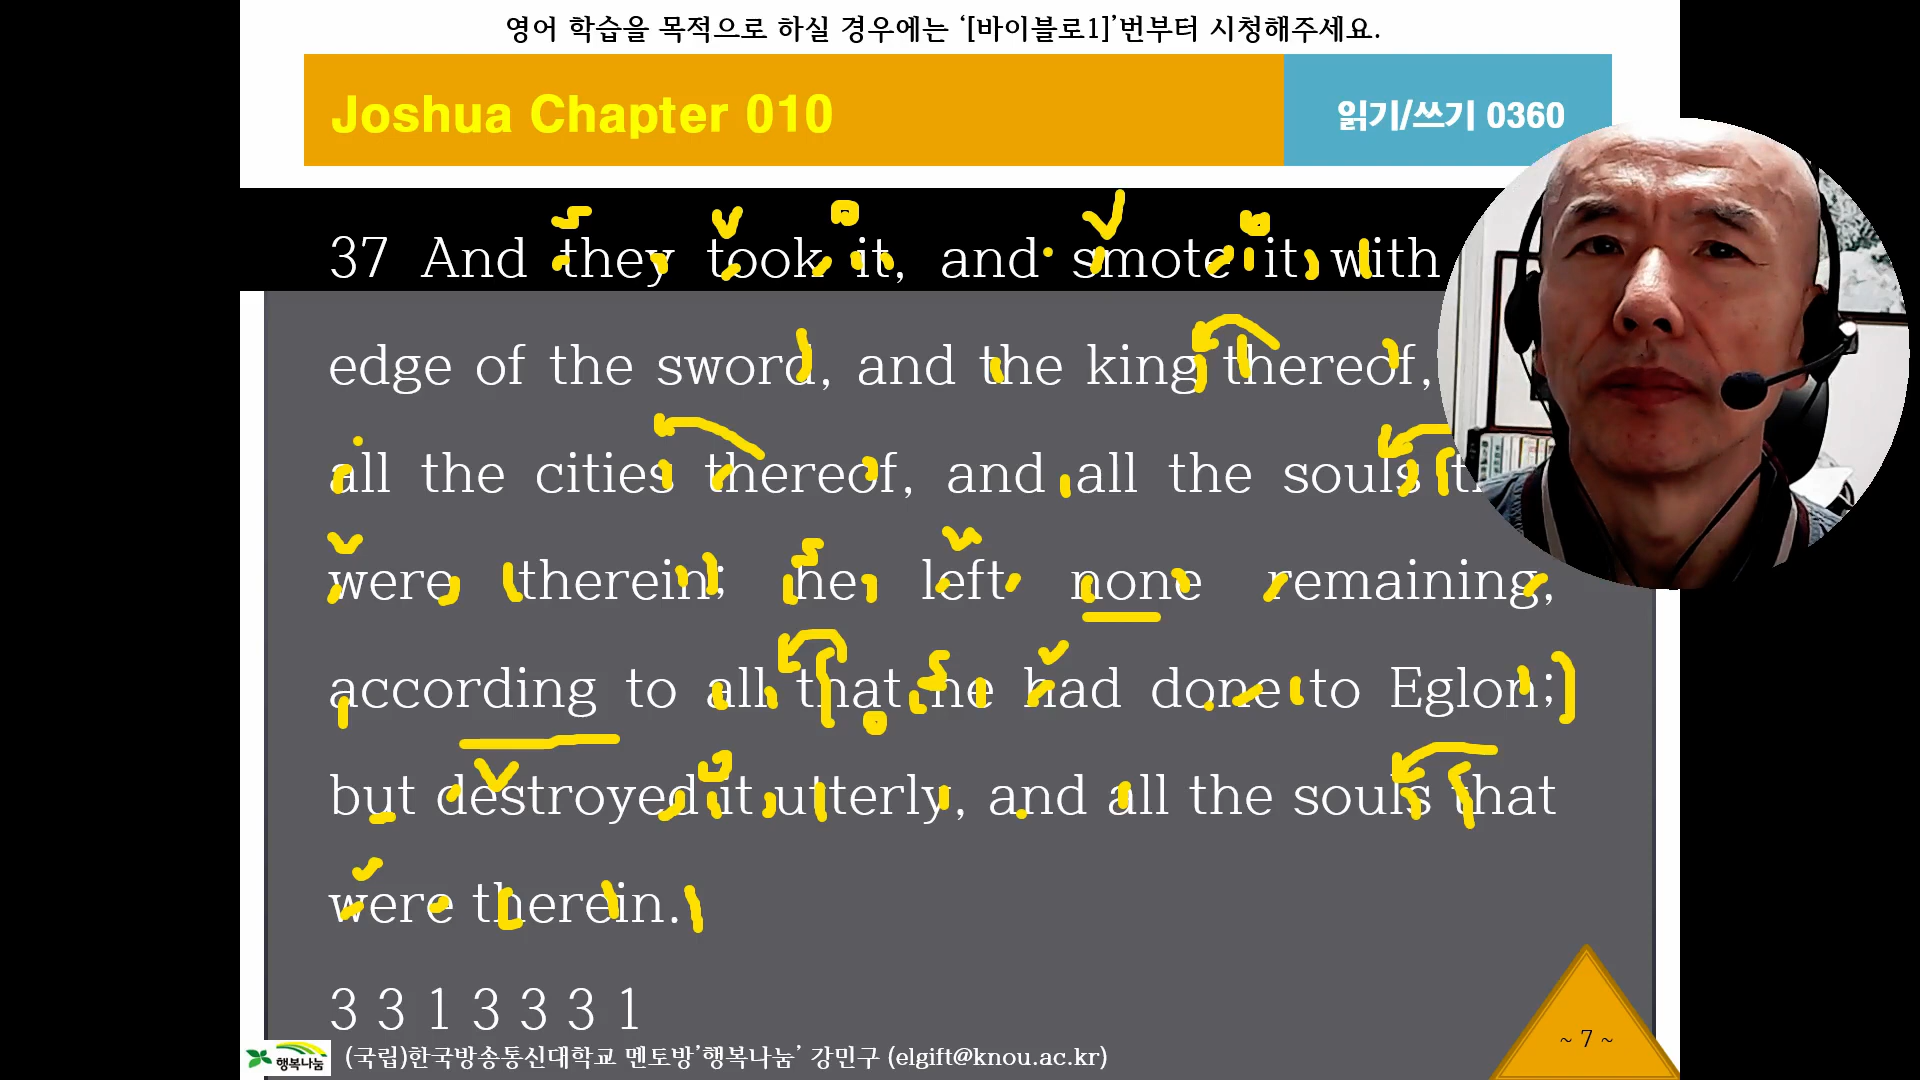 영어 학습을 목적으로 하실 경우에는 ‘[바이블로1]’번부터 시청해주세요.
Joshua Chapter 010
읽기/쓰기 0360
37 And they took it, and smote it with
edge of the sword, and the king thereof,
all the cities thereof, and all the souls
were therein; he left none remaining,
according to all that he had done to Eglon;
but destroyed it utterly, and all the souls that
were therein.
3 3 1 3 3 3 1
행복나눔 (국립)한국방송통신대학교 멘토방’행복나눔’ 강민구 (elgift@knou.ac.kr)
~ 7 ~